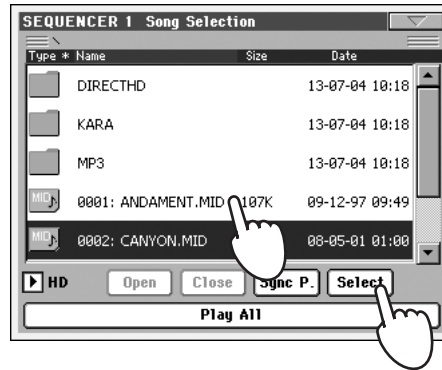 SEQUENCER 1 Song Selection
Type * Name Size Date
DIRECTHD 13-07-04 10:18
KARA 13-07-04 10:18
MP3 13-07-04 10:18
MID 0001: ANDAMENT.MID 107K 09-12-97 09:49
MID 0002: CANYON.MID 08-05-01 01:00
HD Open Close Sync P. Select
Play All